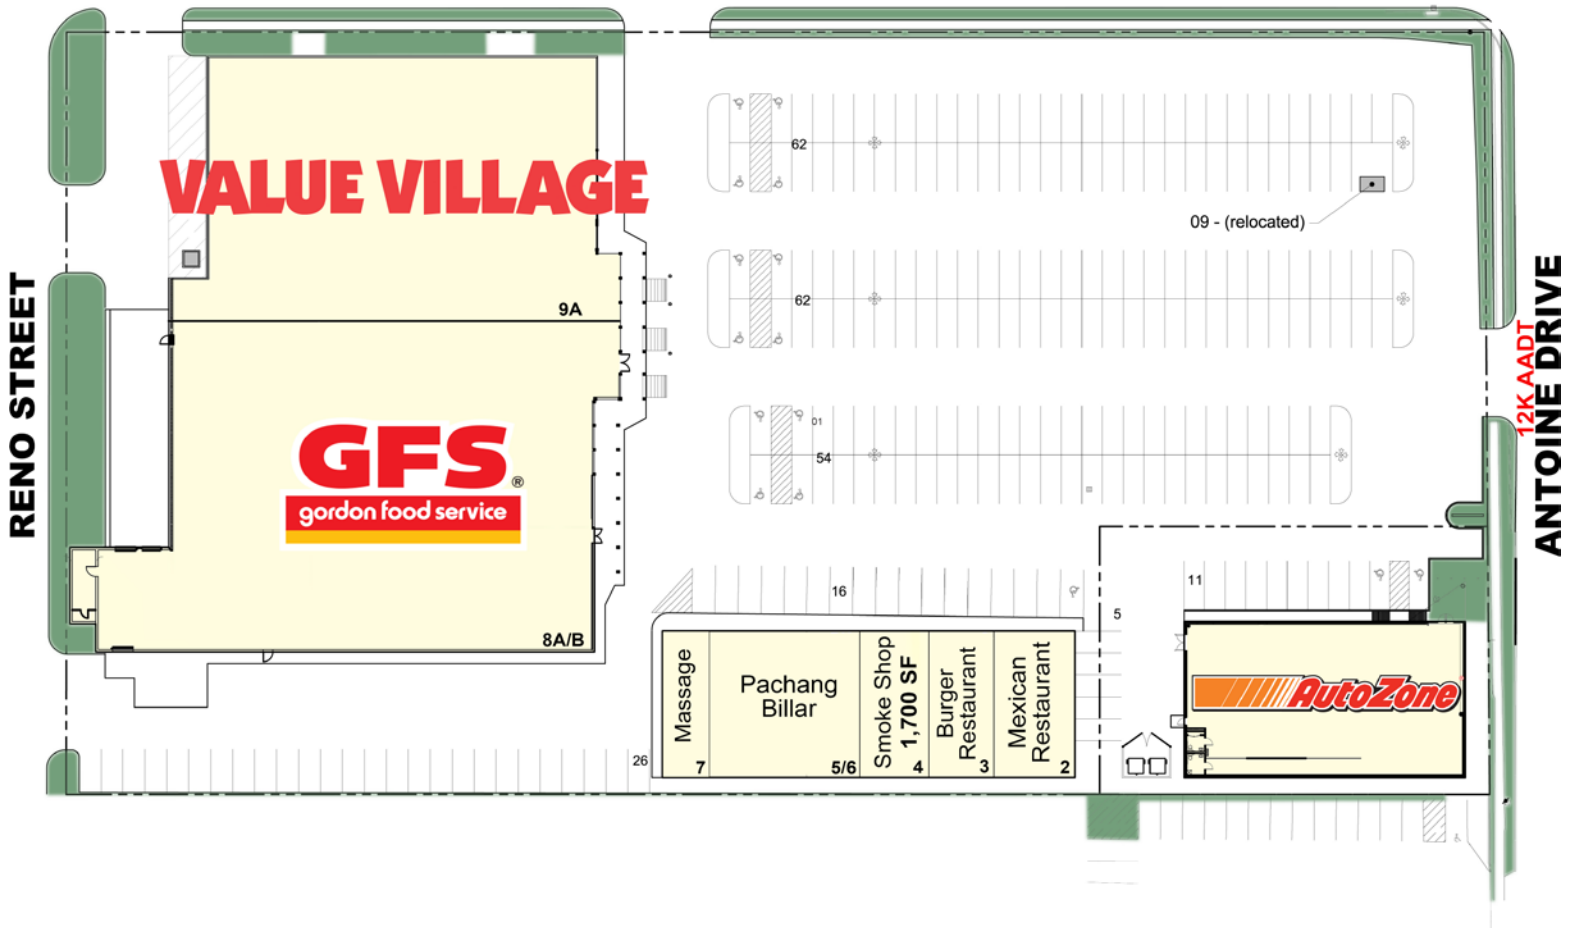 VALUE VILLAGE
62
09 - (relocated)
62
9A
RENO STREET
12K AADT
ANTOINE DRIVE
GFS®
gordon food service
01
54
8A/B
16
11
5
Massage
7
Pachang
Billar
5/6
Smoke Shop
1,700 SF
4
Burger
Restaurant
3
Mexican
Restaurant
2
AutoZone
26